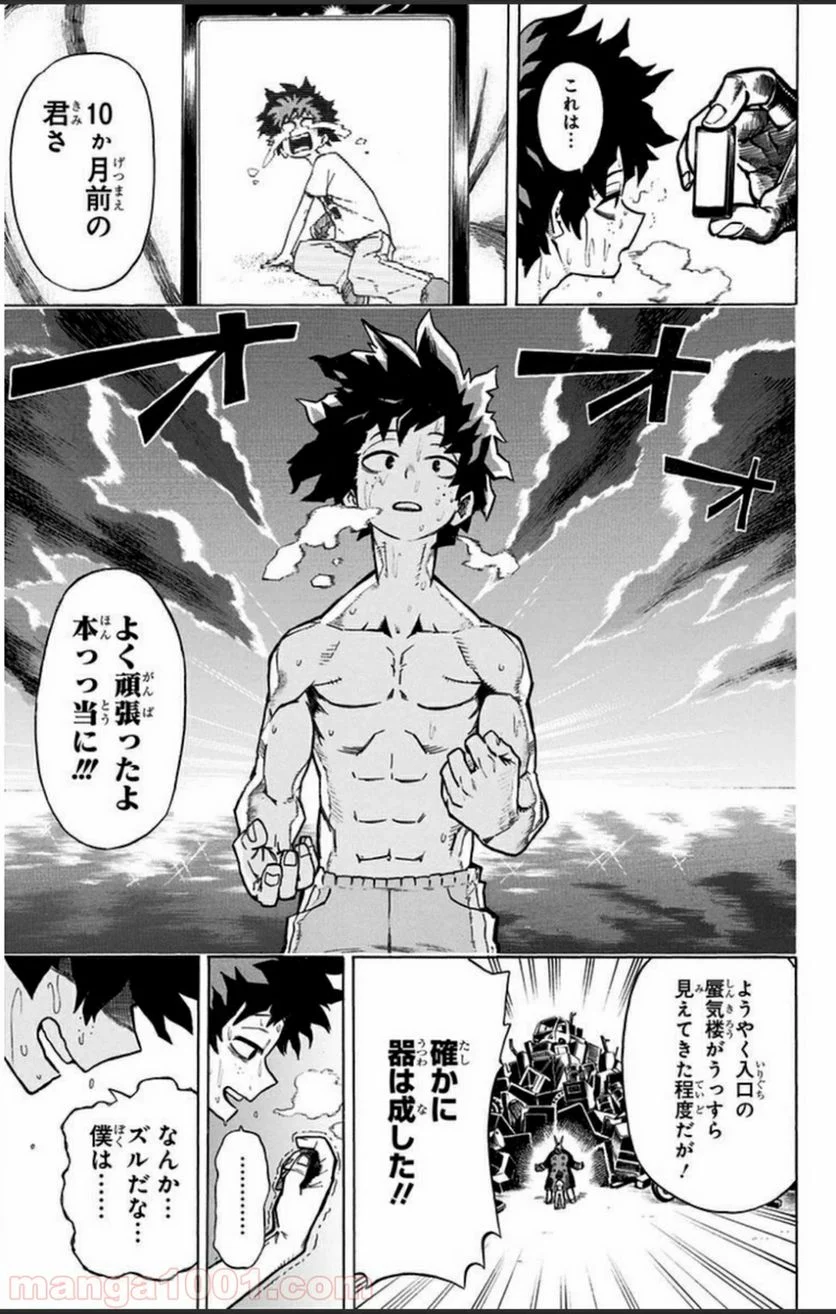 これは…
10か月前の
君さ
オオオ
よく頑張ったよ
本っっ当に!!!
ようやく入口の
蜃気楼がうっすら
見えてきた程度だが!
確かに
器は成した!!
………
………
なんか…
ズルだな…
僕は……
manga1001.com